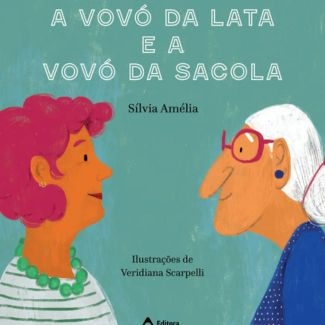 A VOVÓ DA LATA
E A
VOVÓ DA SACOLA
Sílvia Amélia
Ilustrações de
Veridiana Scarpelli
Editora